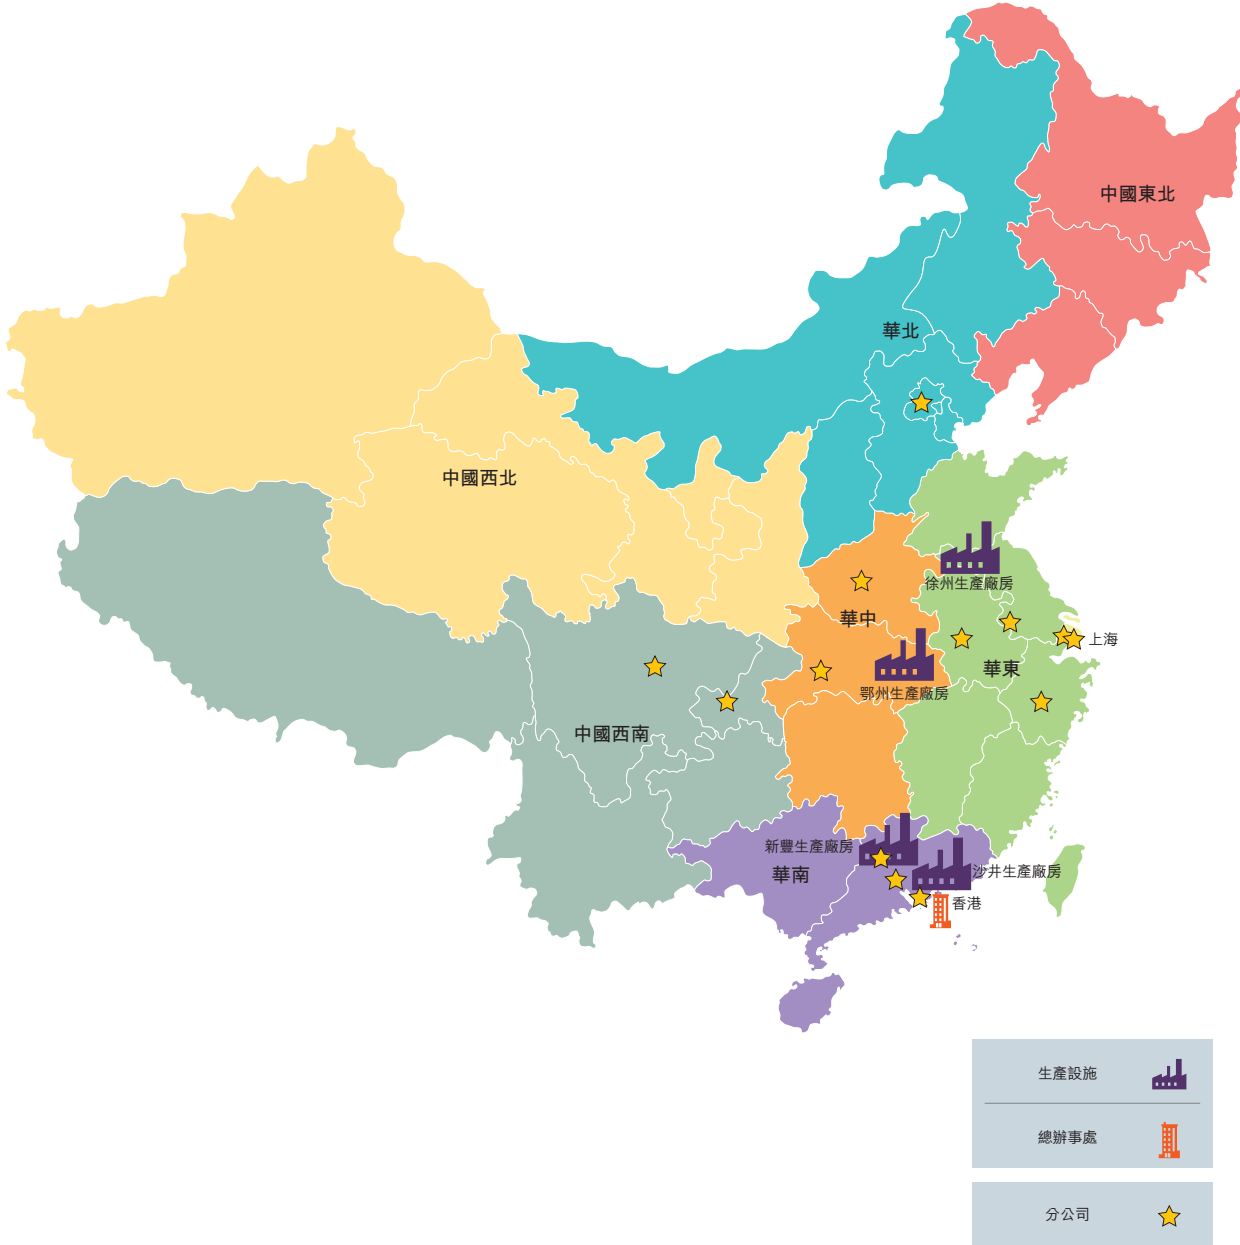 中國東北
華北
中國西北
徐州生產廠房
華中
上海
華東
鄂州生產廠房
中國西南
新豐生產廠房
華南
沙井生產廠房
香港
生產設施
總辦事處
分公司